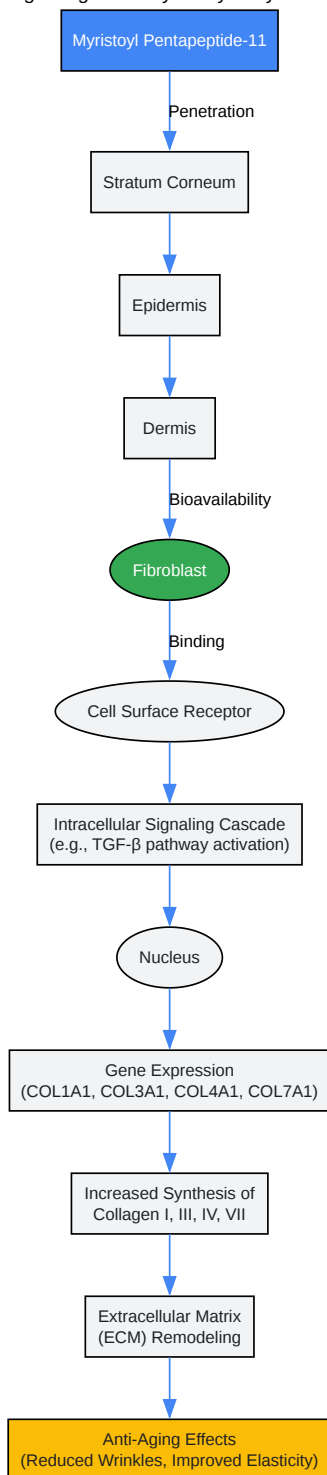 Myristoyl Pentapeptide-11
Penetration
Stratum Corneum
Epidermis
Dermis
Bioavailability
Fibroblast
Binding
Cell Surface Receptor
Intracellular Signaling Cascade
(e.g., TGF-β pathway activation)
Nucleus
Gene Expression
(COL1A1, COL3A1, COL4A1, COL7A1)
Increased Synthesis of
Collagen I, III, IV, VII
Extracellular Matrix
(ECM) Remodeling
Anti-Aging Effects
(Reduced Wrinkles, Improved Elasticity)